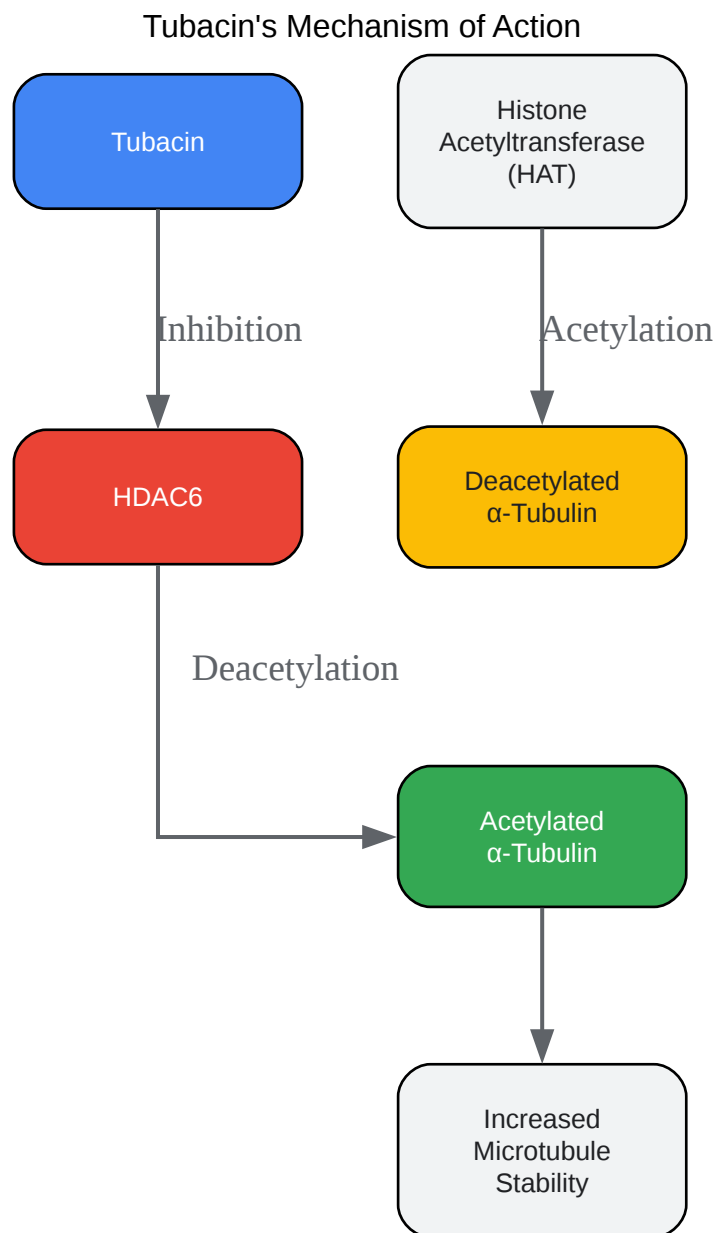 Tubacin's Mechanism of Action
Tubacin
Histone
Acetyltransferase
(HAT)
Inhibition
Acetylation
HDAC6
Deacetylated
α-Tubulin
Deacetylation
Acetylated
α-Tubulin
Increased
Microtubule
Stability